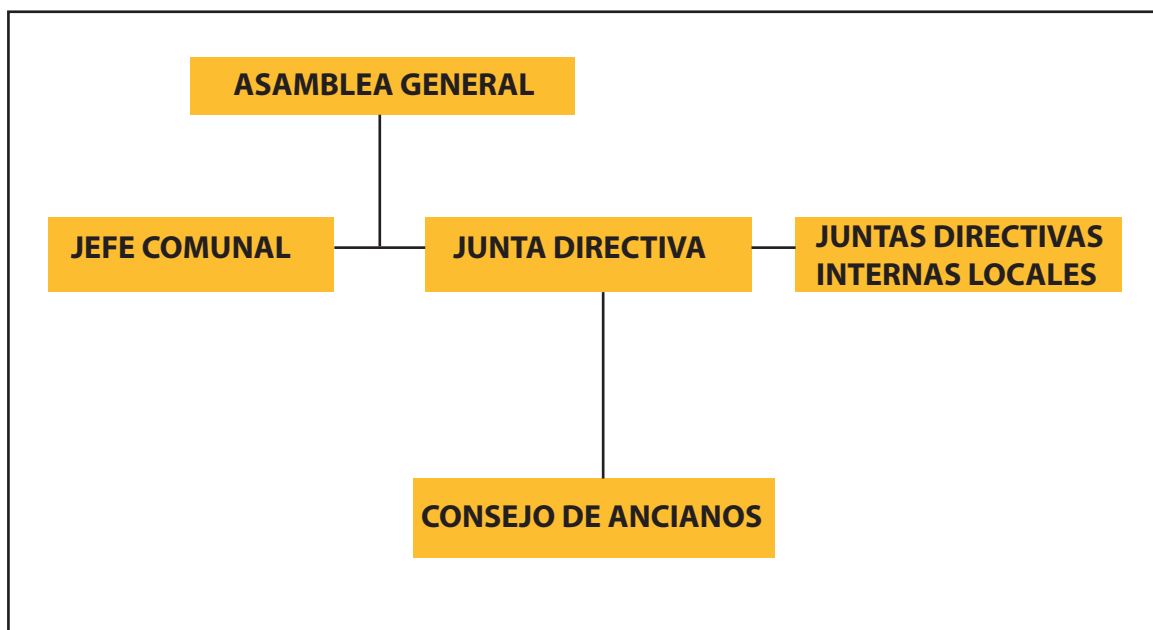 ASAMBLEA GENERAL
JEFE COMUNAL
JUNTA DIRECTIVA
JUNTAS DIRECTIVAS
INTERNAS LOCALES
CONSEJO DE ANCIANOS